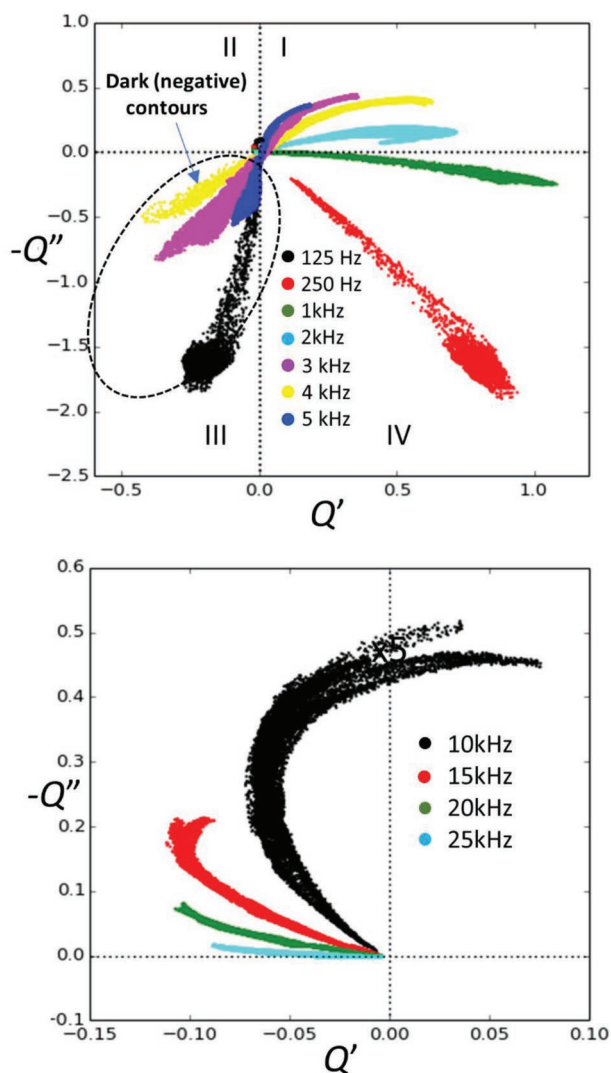 1.0
II
I
Dark (negative)
contours
0.5
0.0
-0.5
-Q″
-1.0
-1.5
-2.0
-2.5
125 Hz
250 Hz
1kHz
2kHz
3 kHz
4 kHz
5 kHz
III
IV
-0.5
0.0
0.5
1.0
Q’
0.6
0.5
x5
0.4
0.3
-Q″
0.2
0.1
0.0
-0.1
10kHz
15kHz
20kHz
25kHz
-0.15
-0.10
-0.05
0.00
0.05
0.10
Q’